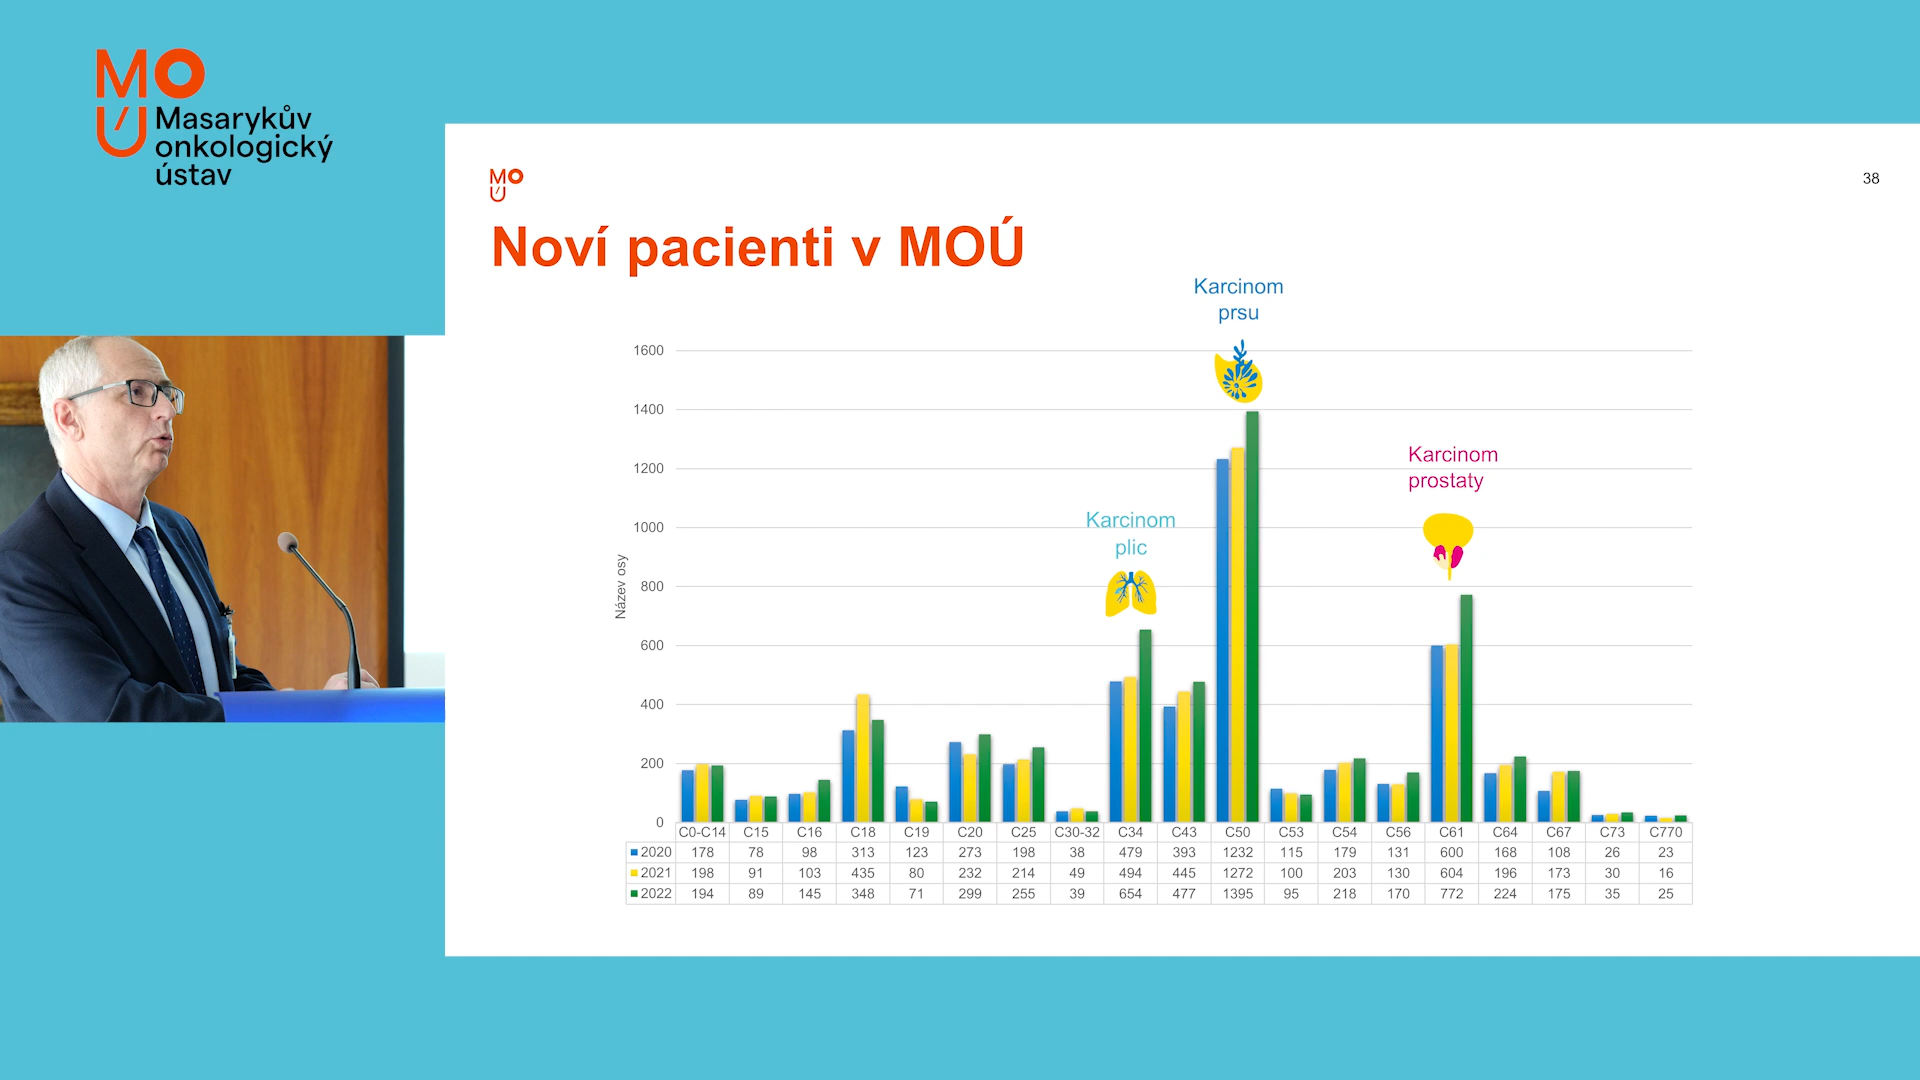 MOÚ
Masarykův
onkologický
ústav
MOÚ
38
Noví pacienti v MOÚ
Karcinom
prsu
Karcinom
prostaty
Karcinom
plic
Název osy
1600
1400
1200
1000
800
600
400
200
0
C0-C14 C15 C16 C18 C19 C20 C25 C30-32 C34 C43 C50 C53 C54 C56 C61 C64 C67 C73 C770
2020 178 78 98 313 123 273 198 38 479 393 1232 115 179 131 600 168 108 26 23
2021 198 91 103 435 80 232 214 49 494 445 1272 100 203 130 604 196 173 30 16
2022 194 89 145 348 71 299 255 39 654 477 1395 95 218 170 772 224 175 35 25